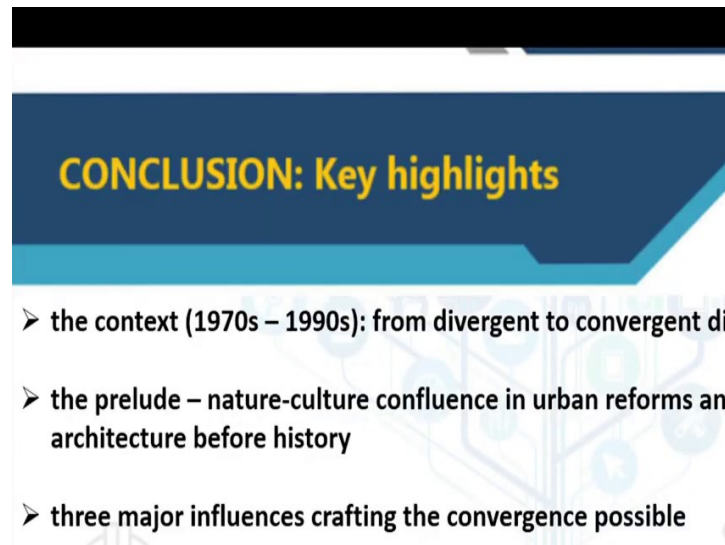 CONCLUSION: Key highlights
➢ the context (1970s – 1990s): from divergent to convergent
➢ the prelude – nature-culture confluence in urban reforms
architecture before history
➢ three major influences crafting the convergence possible